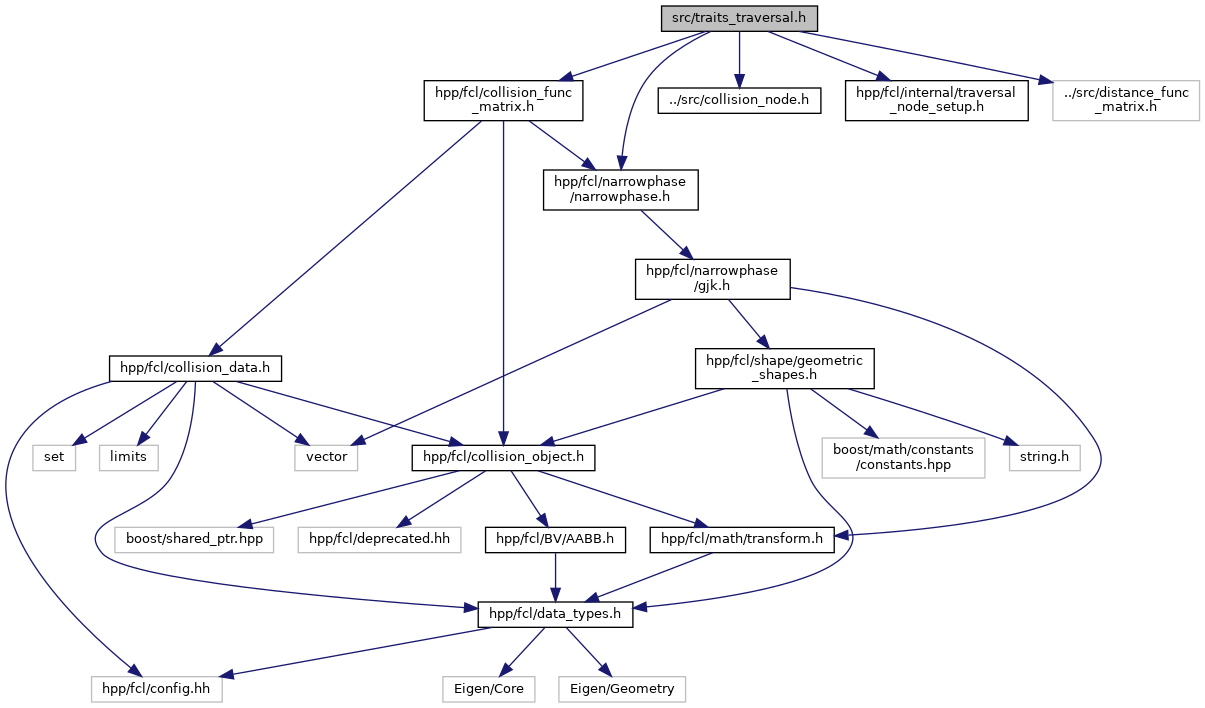 src/traits_traversal.h
hpp/fcl/collision_func
_matrix.h
../src/collision_node.h
hpp/fcl/internal/traversal
_node_setup.h
../src/distance_func
_matrix.h
hpp/fcl/narrowphase
/narrowphase.h
hpp/fcl/narrowphase
/gjk.h
hpp/fcl/collision_data.h
hpp/fcl/shape/geometric
_shapes.h
set
limits
vector
hpp/fcl/collision_object.h
boost/math/constants
/constants.hpp
string.h
boost/shared_ptr.hpp
hpp/fcl/deprecated.hh
hpp/fcl/BV/AABB.h
hpp/fcl/math/transform.h
hpp/fcl/data_types.h
hpp/fcl/config.hh
Eigen/Core
Eigen/Geometry